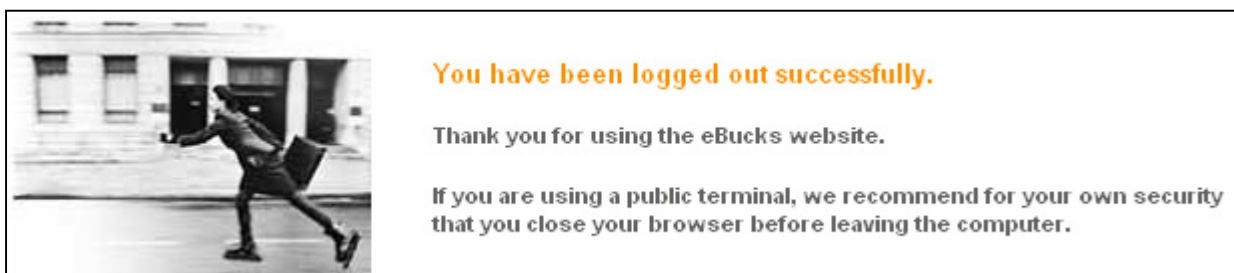 You have been logged out successfully.
Thank you for using the eBucks website.
If you are using a public terminal, we recommend for your own security
that you close your browser before leaving the computer.